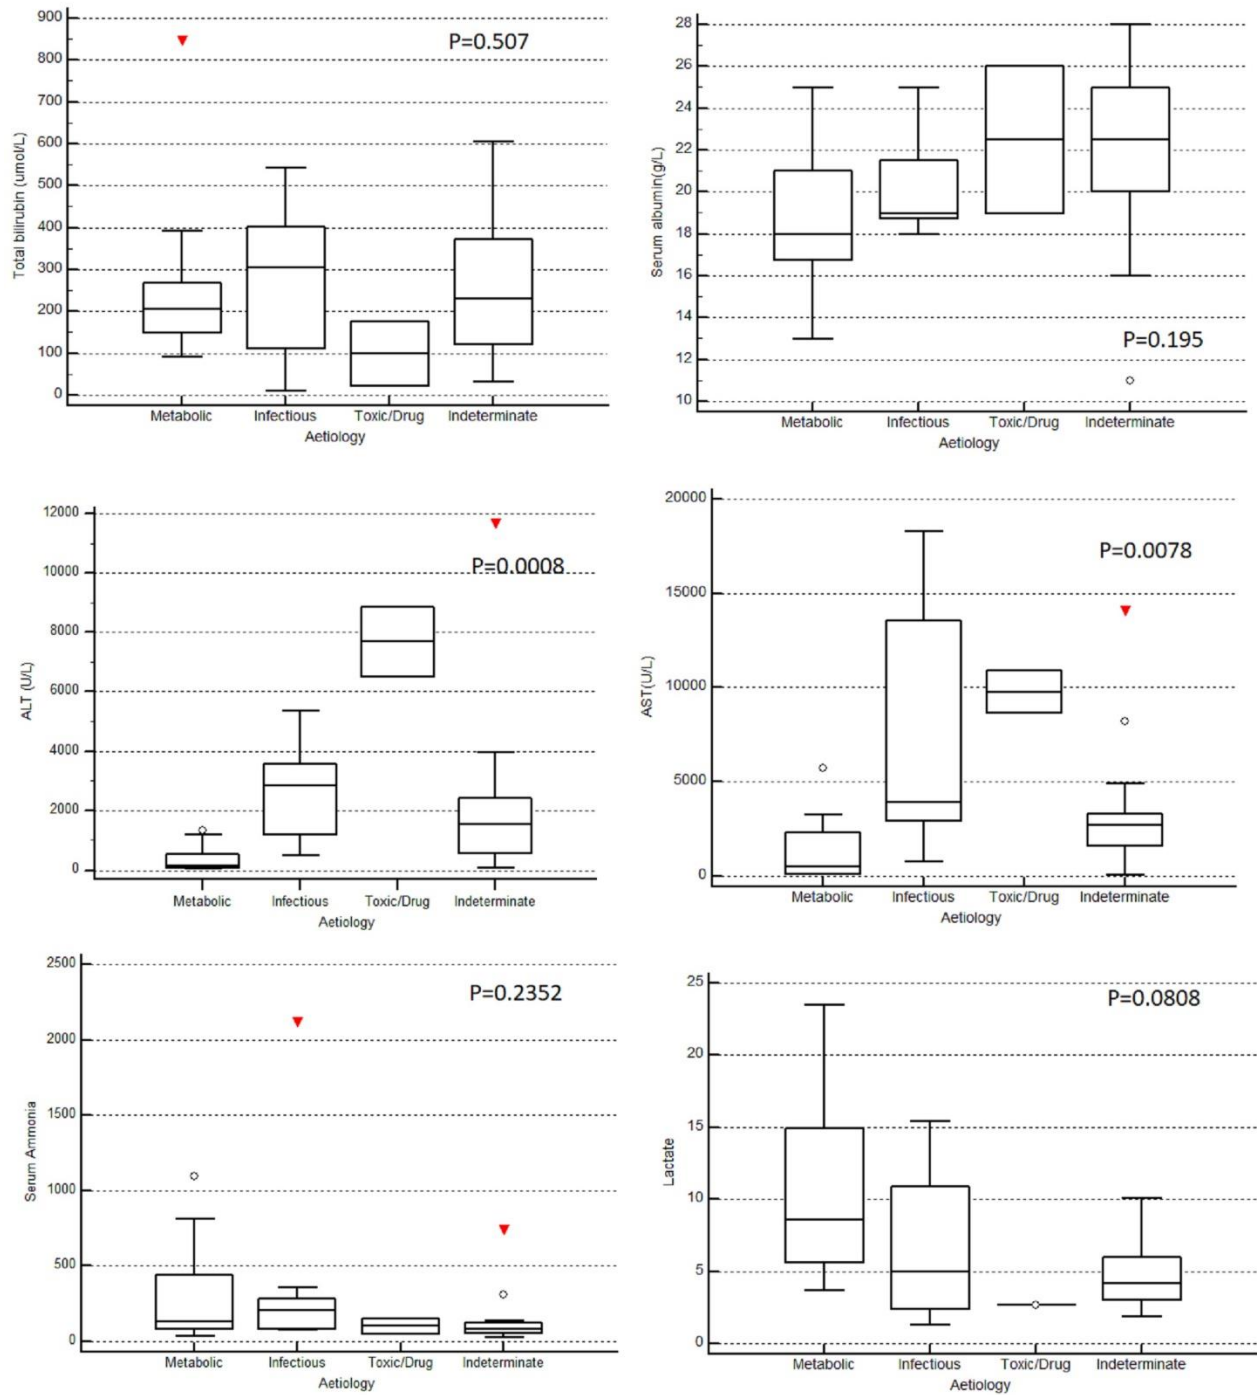 900
800
700
600
500
400
300
200
100
0
Total bilirubin (umol/L)
P=0.507
Metabolic Infectious Toxic/Drug Indeterminate
Aetiology
28
26
24
22
20
18
16
14
12
10
Serum albumin(g/L)
P=0.195
Metabolic Infectious Toxic/Drug Indeterminate
Aetiology
12000
10000
8000
6000
4000
2000
0
ALT (U/L)
P=0.0008
Metabolic Infectious Toxic/Drug Indeterminate
Aetiology
20000
15000
10000
5000
0
AST(U/L)
P=0.0078
Metabolic Infectious Toxic/Drug Indeterminate
Aetiology
2500
2000
1500
1000
500
0
Serum Ammonia
P=0.2352
Metabolic Infectious Toxic/Drug Indeterminate
Aetiology
25
20
15
10
5
0
Lactate
P=0.0808
Metabolic Infectious Toxic/Drug Indeterminate
Aetiology